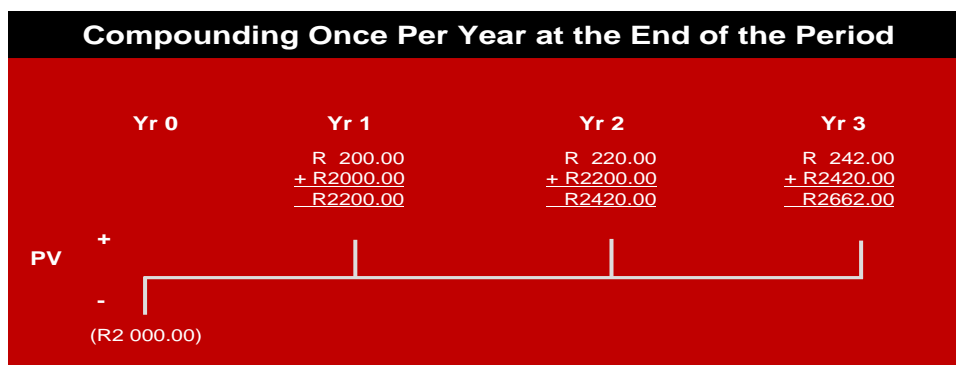 Compounding Once Per Year at the End of the Period
Yr 0 Yr 1 Yr 2 Yr 3
R 200.00 R 220.00 R 242.00
+ R2000.00 + R2200.00 + R2420.00
R2200.00 R2420.00 R2662.00
+
PV
-
(R2 000.00)